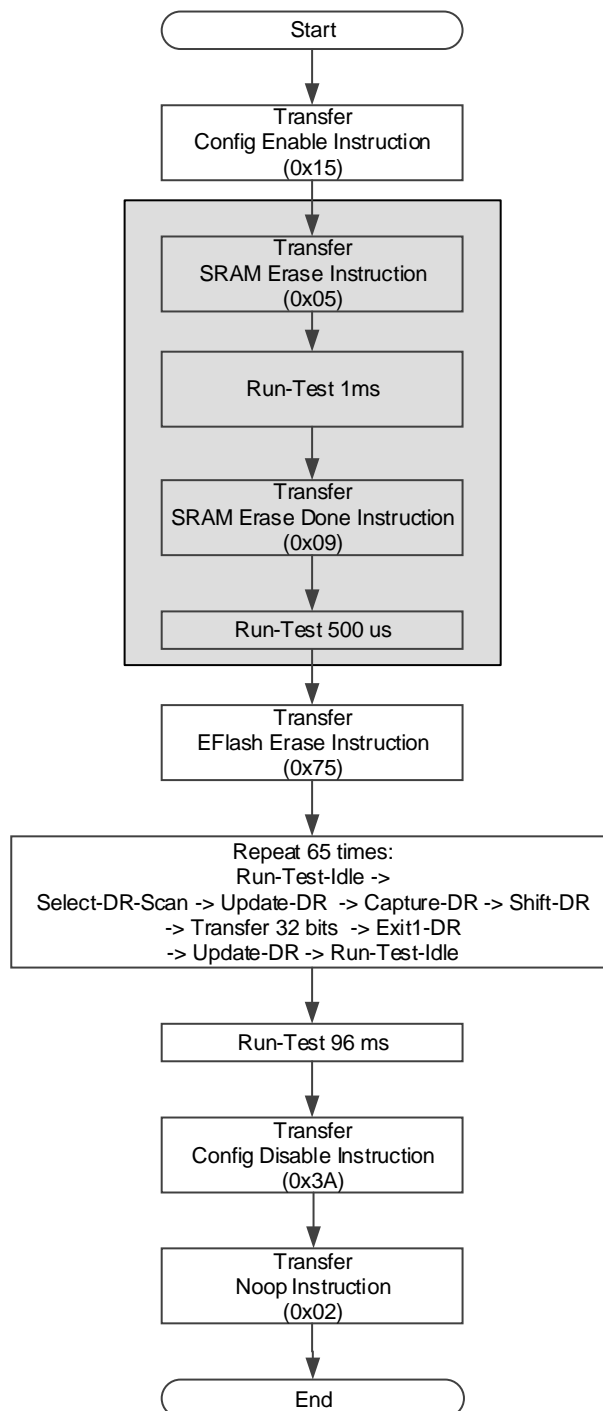 Start
Transfer
Config Enable Instruction
(0x15)
Transfer
SRAM Erase Instruction
(0x05)
Run-Test 1ms
Transfer
SRAM Erase Done Instruction
(0x09)
Run-Test 500 us
Transfer
EFlash Erase Instruction
(0x75)
Repeat 65 times:
Run-Test-Idle ->
Select-DR-Scan -> Update-DR -> Capture-DR -> Shift-DR
-> Transfer 32 bits -> Exit1-DR
-> Update-DR -> Run-Test-Idle
Run-Test 96 ms
Transfer
Config Disable Instruction
(0x3A)
Transfer
Noop Instruction
(0x02)
End